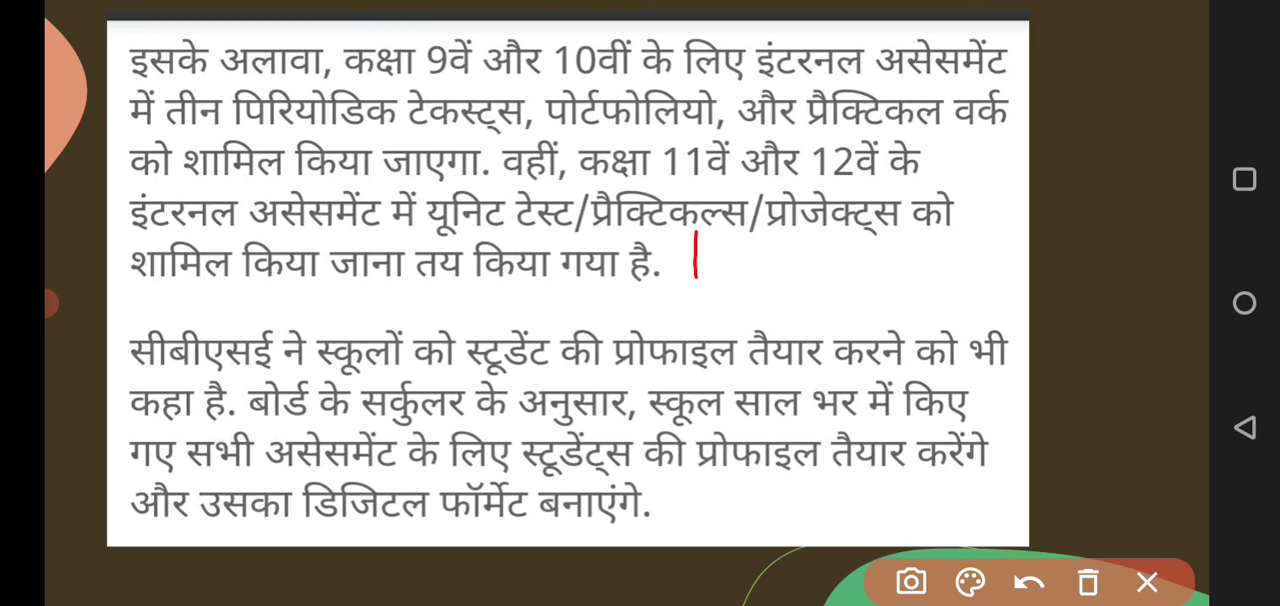 इसके अलावा, कक्षा 9वें और 10वीं के लिए इंटरनल असेसमेंट
में तीन पिरियोडिक टेकस्ट्स, पोर्टफोलियो, और प्रैक्टिकल वर्क
को शामिल किया जाएगा. वहीं, कक्षा 11वें और 12वें के
इंटरनल असेसमेंट में यूनिट टेस्ट/प्रैक्टिकल्स/प्रोजेक्ट्स को
शामिल किया जाना तय किया गया है.
सीबीएसई ने स्कूलों को स्टूडेंट की प्रोफाइल तैयार करने को भी
कहा है. बोर्ड के सर्कुलर के अनुसार, स्कूल साल भर में किए
गए सभी असेसमेंट के लिए स्टूडेंट्स की प्रोफाइल तैयार करेंगे
और उसका डिजिटल फॉर्मेट बनाएंगे.